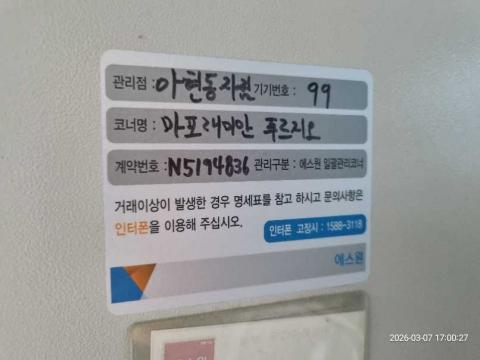 관리점 : 아현동지점 기기번호 : 99
코너명 : 마포래미안 푸르지오
계약번호 : N5194836 관리구분 : 에스원 일괄관리코너
거래이상이 발생한 경우 명세표를 참고 하시고 문의사항은
인터폰을 이용해 주십시오.
인터폰 고장시 : 1588-3118
에스원
2026-03-07 17:00:27